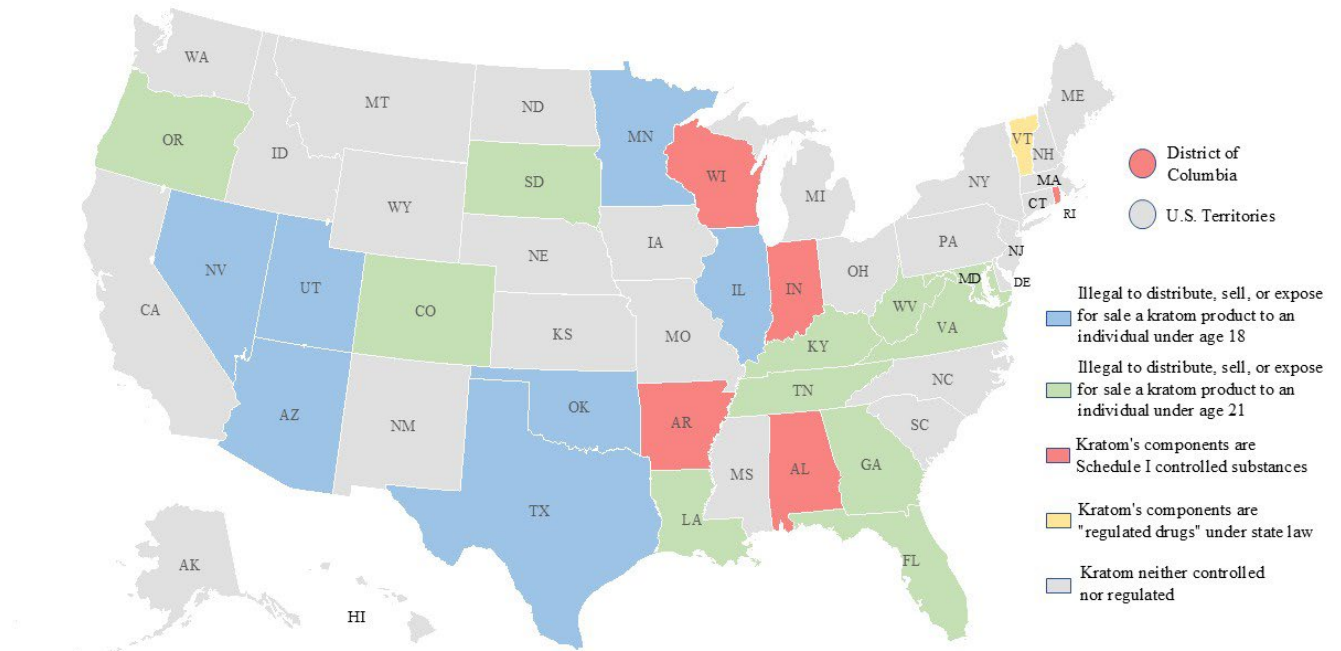 WA
MT
ND
MN
ME
OR
ID
SD
WI
VT
NH
NY
MA
MI
CT
RI
WY
IA
NE
PA
NJ
OH
MD
DE
NV
UT
CO
IL
IN
WV
VA
CA
KS
MO
KY
NC
TN
AZ
NM
OK
AR
SC
MS
AL
GA
TX
LA
FL
AK
HI
District of
Columbia
U.S. Territories
Illegal to distribute, sell, or expose
for sale a kratom product to an
individual under age 18
Illegal to distribute, sell, or expose
for sale a kratom product to an
individual under age 21
Kratom's components are
Schedule I controlled substances
Kratom's components are
"regulated drugs" under state law
Kratom neither controlled
nor regulated